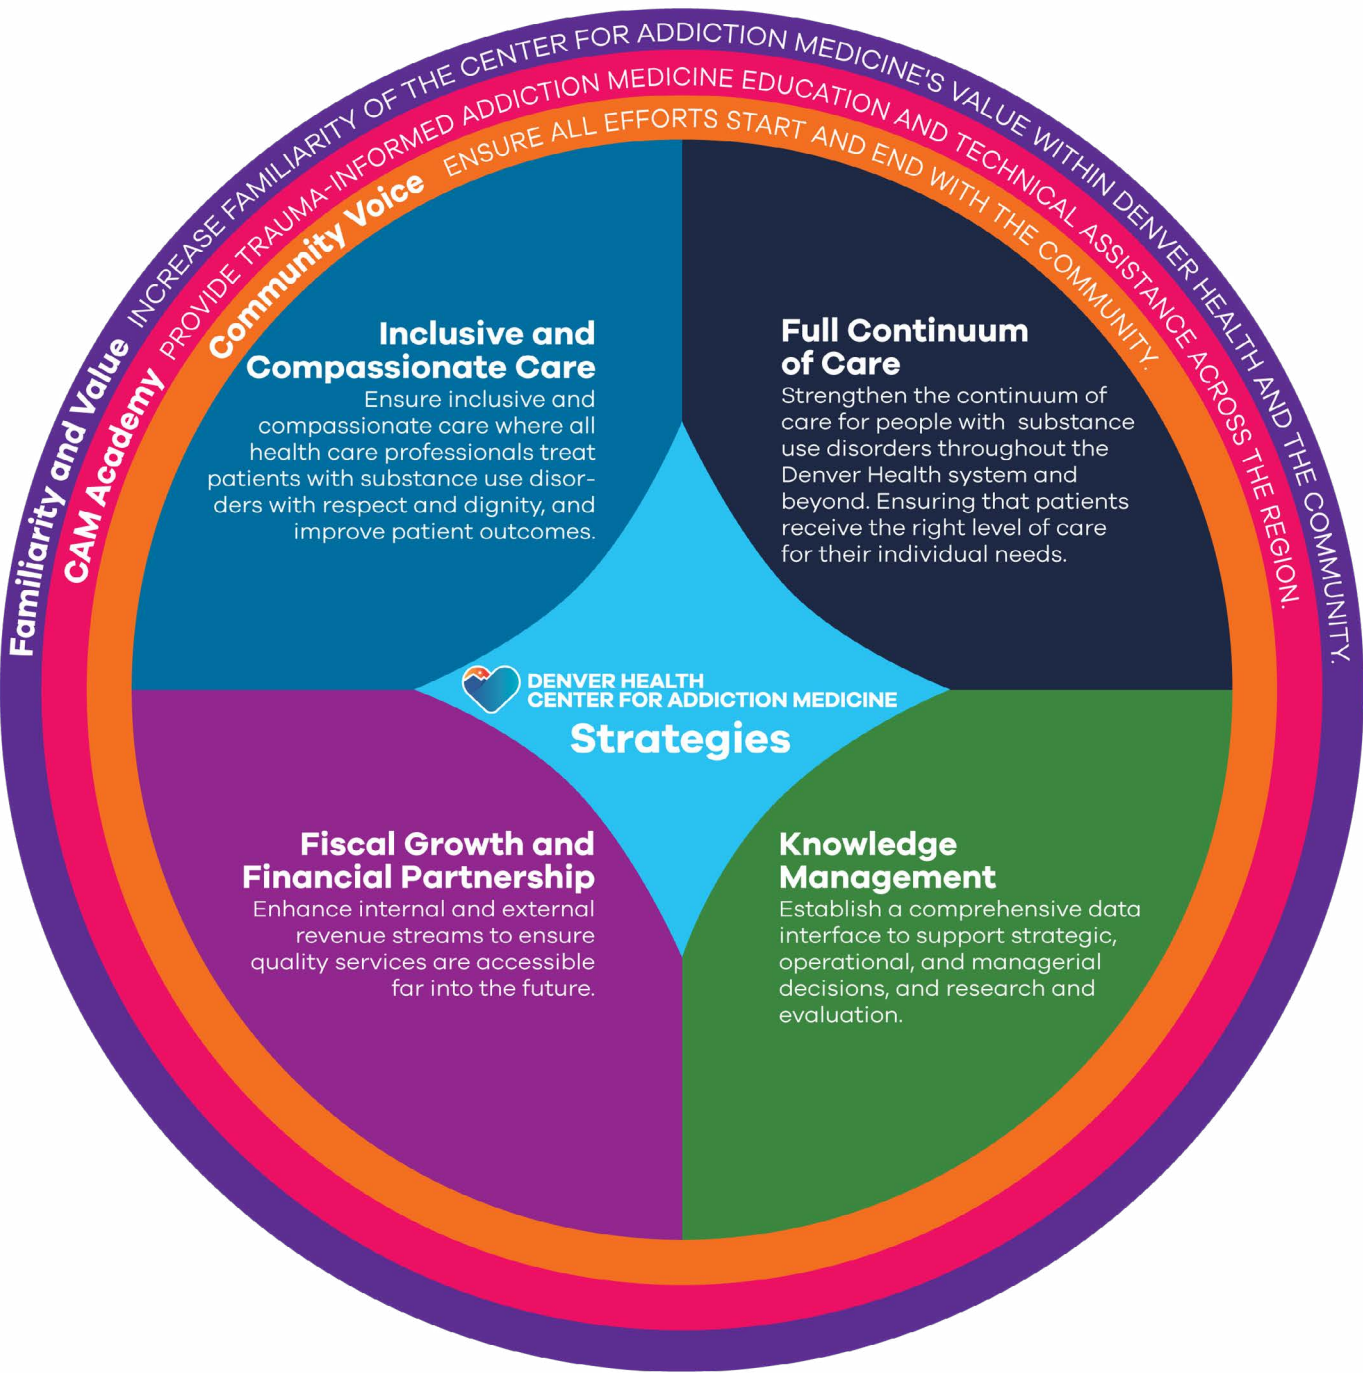 Familiarity and Value INCREASE FAMILIARITY OF THE CENTER FOR ADDICTION MEDICINE'S VALUE WITHIN DENVER HEALTH AND THE COMMUNITY.
CAM Academy PROVIDE TRAUMA-INFORMED ADDICTION MEDICINE EDUCATION AND TECHNICAL ASSISTANCE ACROSS THE REGION.
Community Voice ENSURE ALL EFFORTS START AND END WITH THE COMMUNITY.
Inclusive and
Compassionate Care
Ensure inclusive and
compassionate care where all
health care professionals treat
patients with substance use disor-
ders with respect and dignity, and
improve patient outcomes.
Full Continuum
of Care
Strengthen the continuum of
care for people with substance
use disorders throughout the
Denver Health system and
beyond. Ensuring that patients
receive the right level of care
for their individual needs.
DENVER HEALTH
CENTER FOR ADDICTION MEDICINE
Strategies
Fiscal Growth and
Financial Partnership
Enhance internal and external
revenue streams to ensure
quality services are accessible
far into the future.
Knowledge
Management
Establish a comprehensive data
interface to support strategic,
operational, and managerial
decisions, and research and
evaluation.